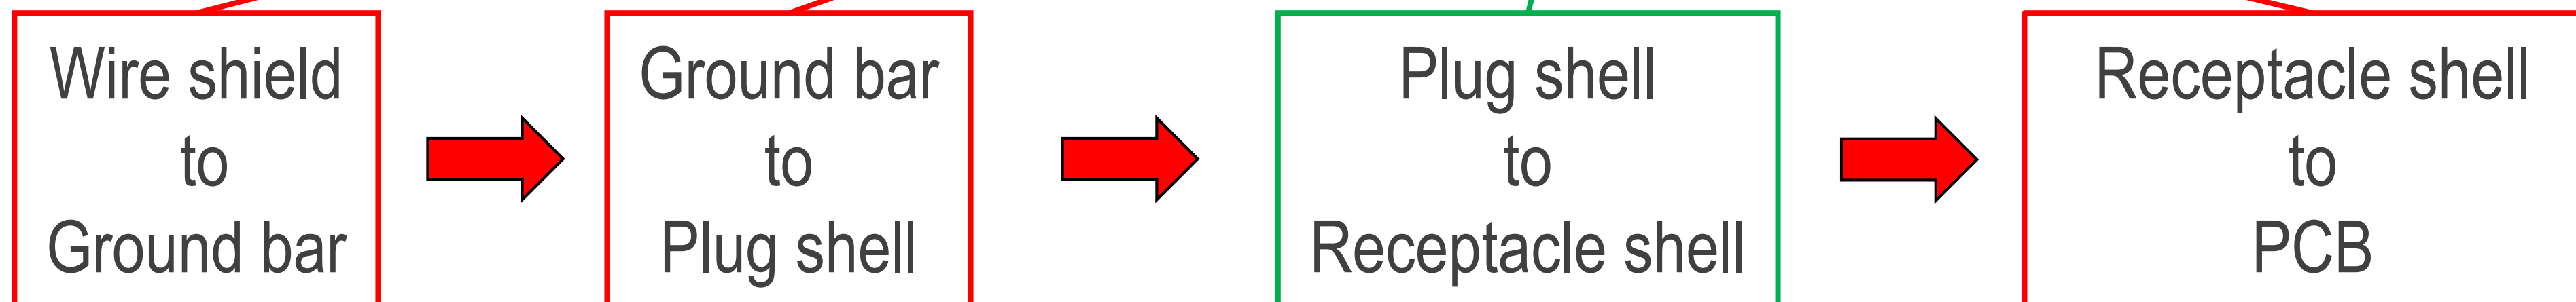 Wire shield
to
Ground bar
Ground bar
to
Plug shell
Plug shell
to
Receptacle shell
Receptacle shell
to
PCB